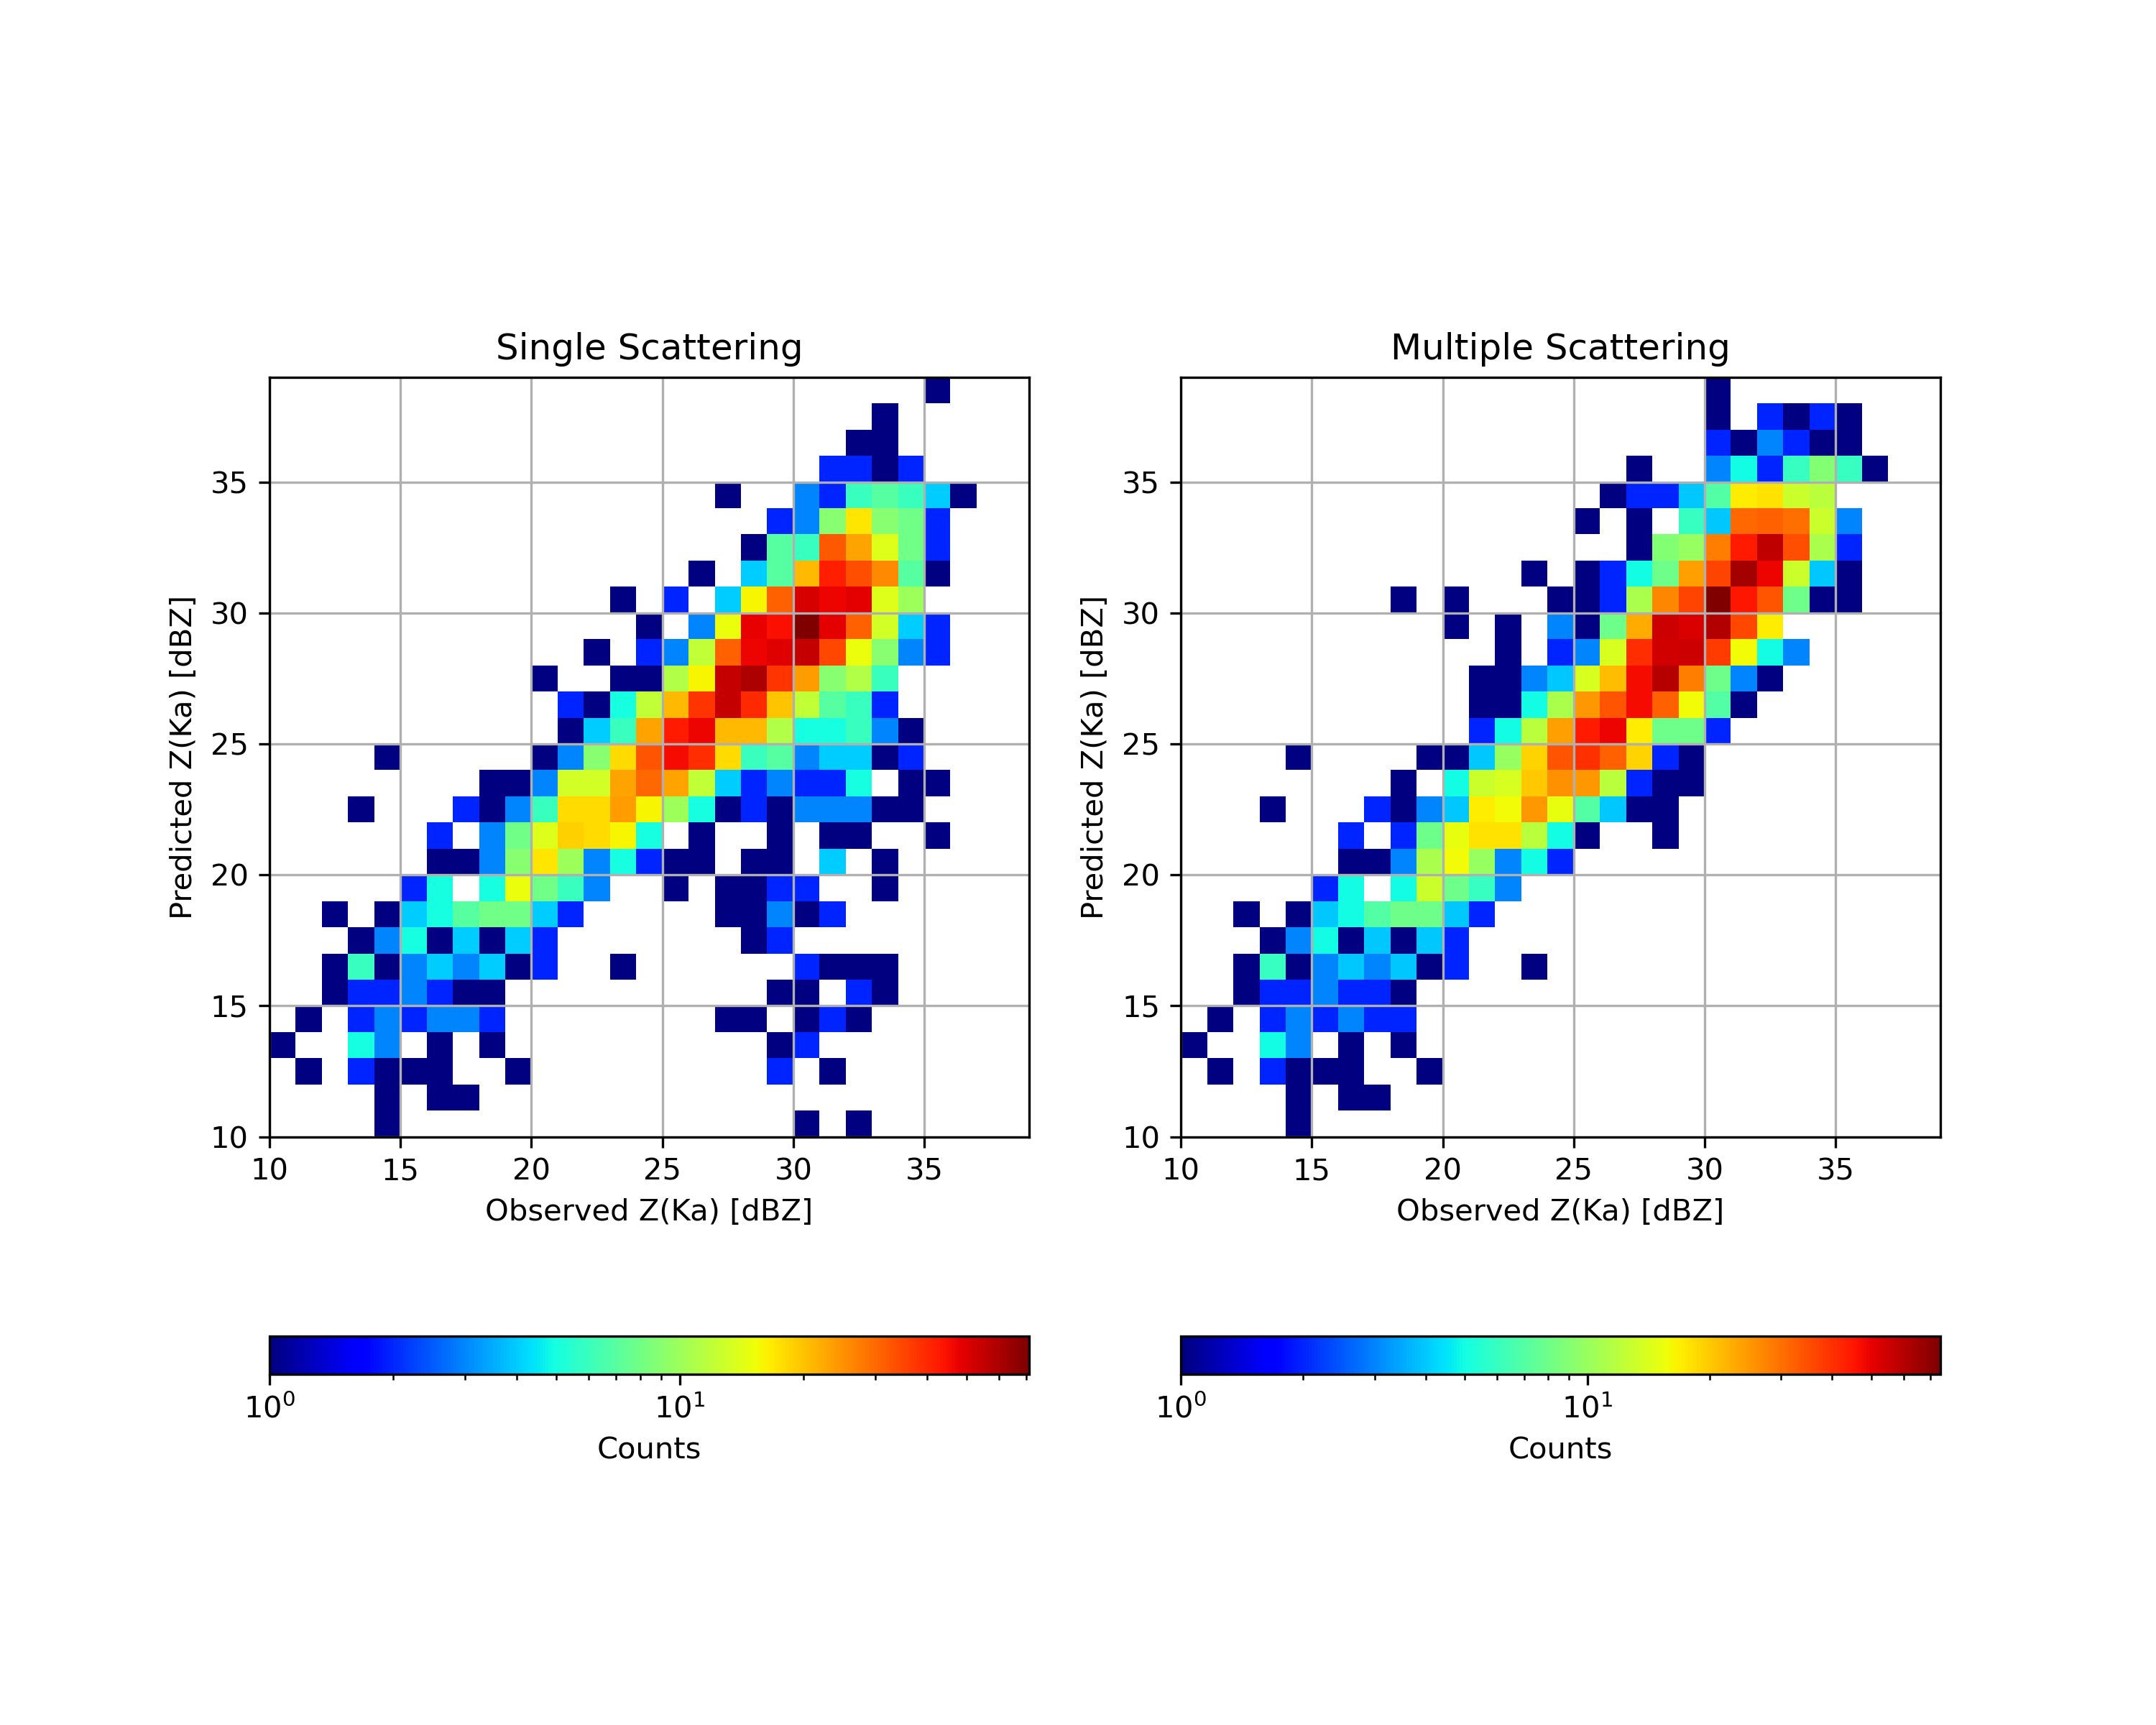 Single Scattering
Multiple Scattering
Predicted Z(Ka) [dBZ]
35
30
25
20
15
10
10 15 20 25 30 35
Observed Z(Ka) [dBZ]
Predicted Z(Ka) [dBZ]
35
30
25
20
15
10
10 15 20 25 30 35
Observed Z(Ka) [dBZ]
10⁰ 10¹
Counts
10⁰ 10¹
Counts